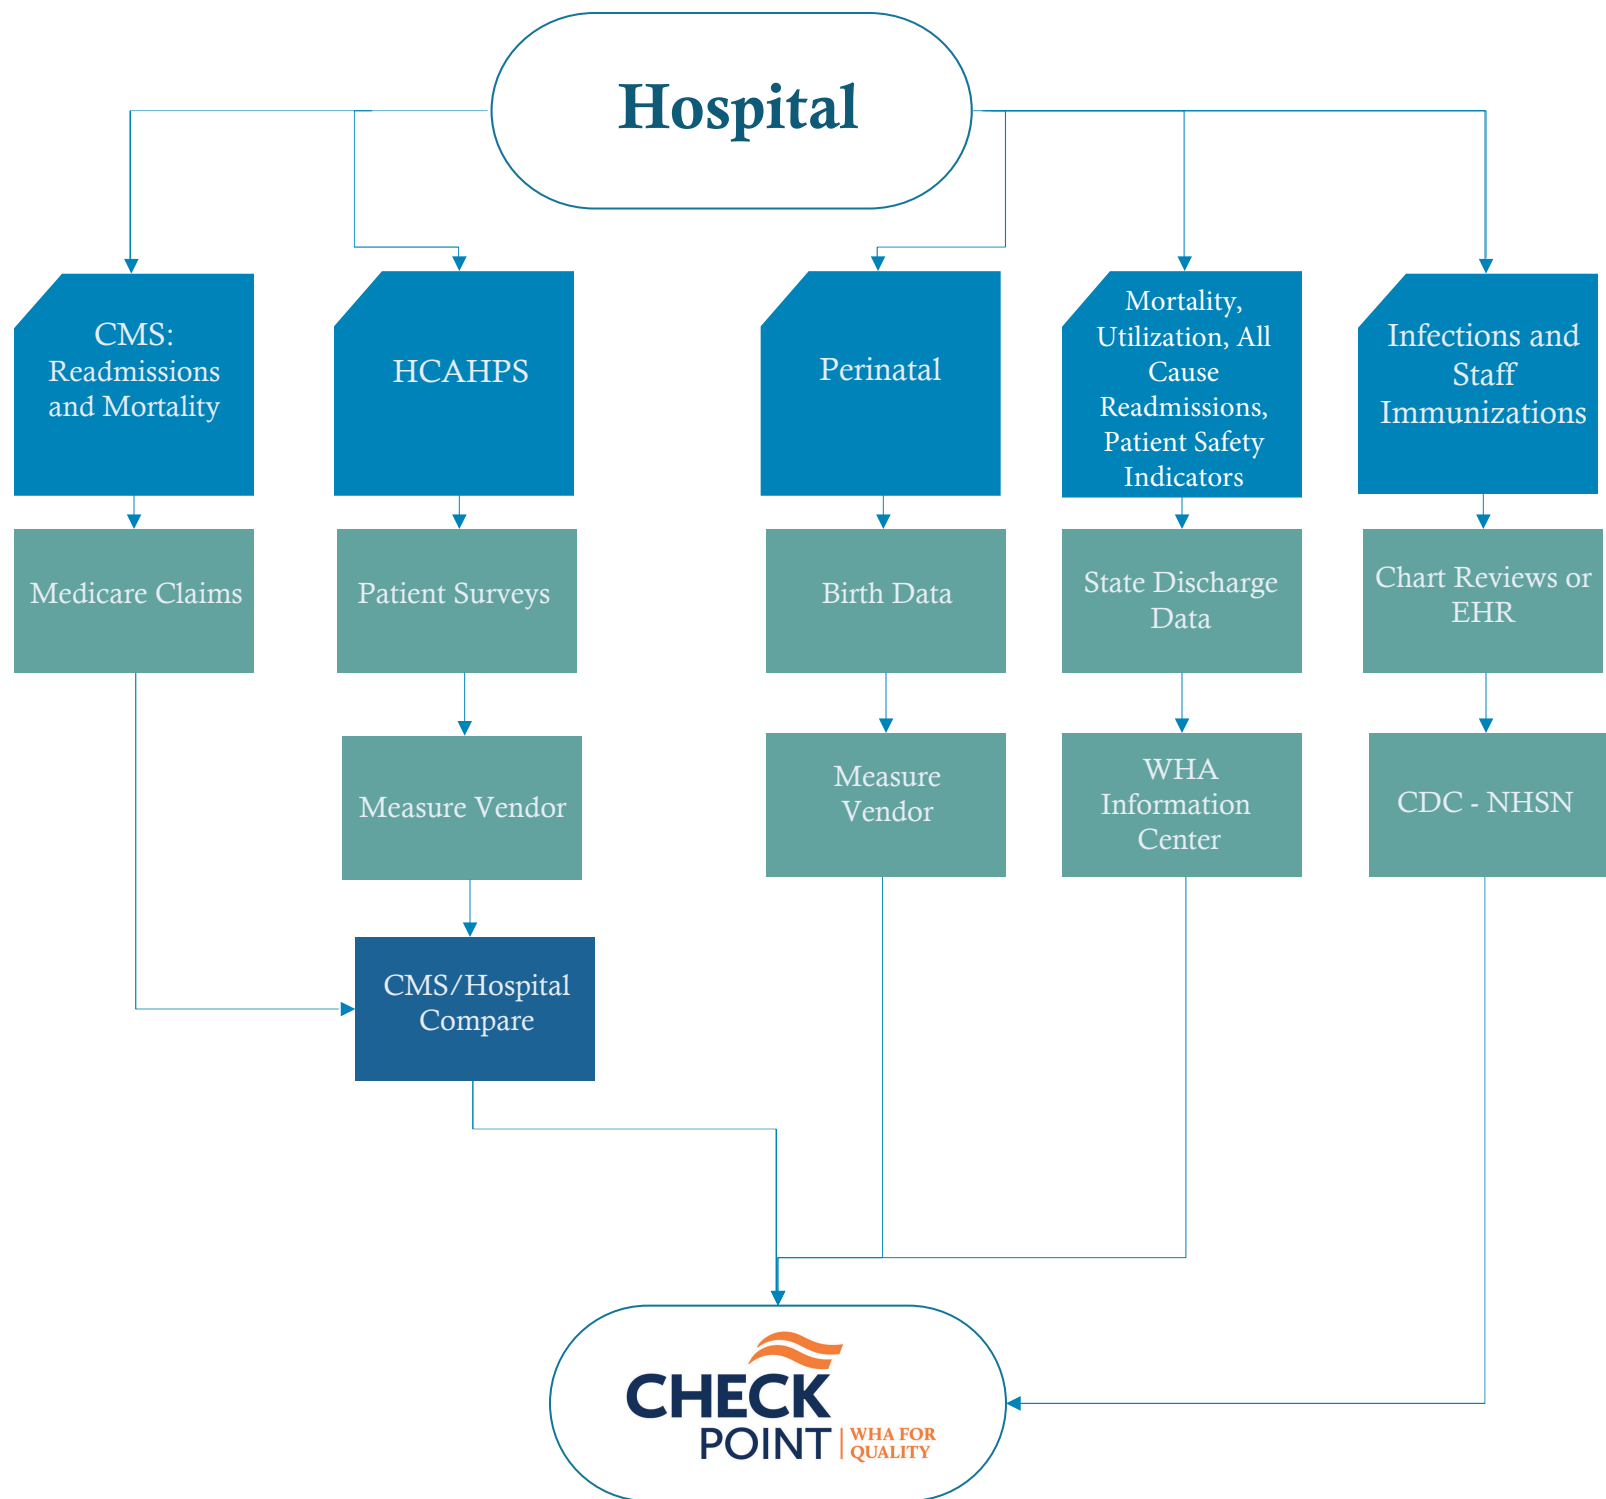 Hospital
CMS:
Readmissions
and Mortality
HCAHPS
Perinatal
Mortality,
Utilization, All
Cause
Readmissions,
Patient Safety
Indicators
Infections and
Staff
Immunizations
Medicare Claims
Patient Surveys
Birth Data
State Discharge
Data
Chart Reviews or
EHR
Measure Vendor
Measure
Vendor
WHA
Information
Center
CDC - NHSN
CMS/Hospital
Compare
CHECK
POINT
WHA FOR
QUALITY